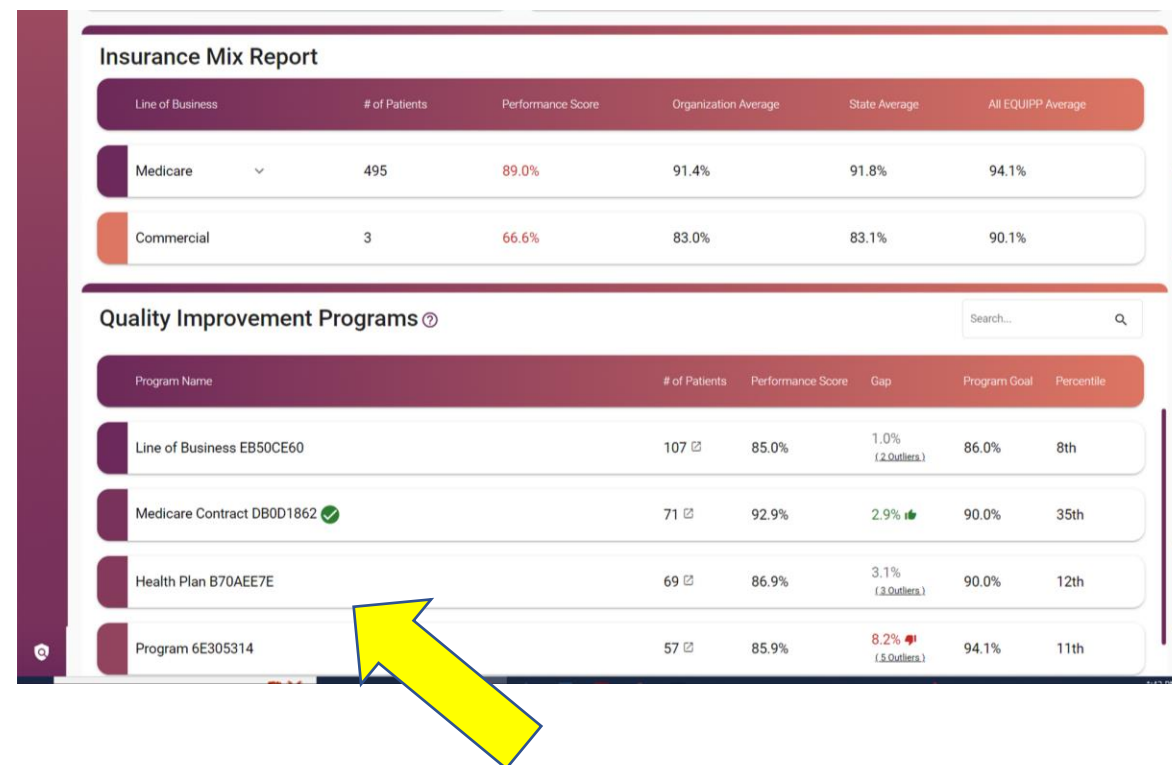 Insurance Mix Report
Line of Business # of Patients Performance Score Organization Average State Average All EQUIPP Average
Medicare 495 89.0% 91.4% 91.8% 94.1%
Commercial 3 66.6% 83.0% 83.1% 90.1%
Quality Improvement Programs
Search...
Program Name # of Patients Performance Score Gap Program Goal Percentile
Line of Business EB50CE60 107 85.0% 1.0% 86.0% 8th
( 2 Outliers )
Medicare Contract DB0D1862 71 92.9% 2.9% 90.0% 35th
Health Plan B70AEE7E 69 86.9% 3.1% 90.0% 12th
( 3 Outliers )
Program 6E305314 57 85.9% 8.2% 94.1% 11th
( 5 Outliers )